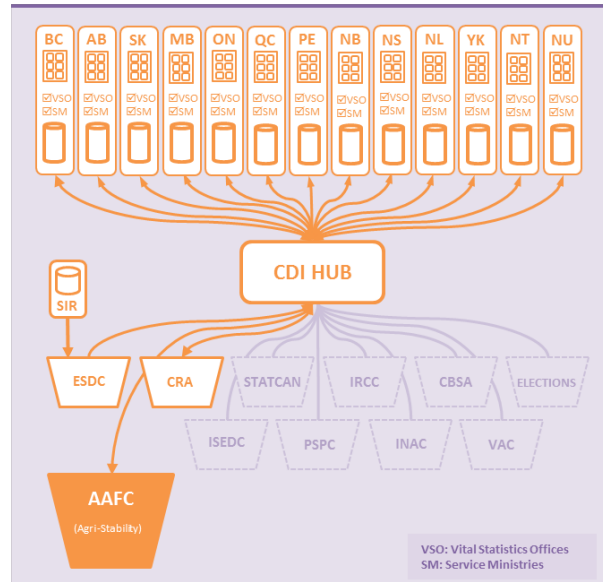 BC AB SK MB ON QC PE NB NS NL YK NT NU
☑VSO ☑VSO ☑VSO ☑VSO ☑VSO ☑VSO ☑VSO ☑VSO ☑VSO ☑VSO ☑VSO ☑VSO ☑VSO
☑SM ☑SM ☑SM ☑SM ☑SM ☑SM ☑SM ☑SM ☑SM ☑SM ☑SM ☑SM ☑SM
CDI HUB
SIR
ESDC CRA STATCAN IRCC CBSA ELECTIONS
ISEDC PSPC INAC VAC
AAFC
(Agri-Stability)
VSO: Vital Statistics Offices
SM: Service Ministries